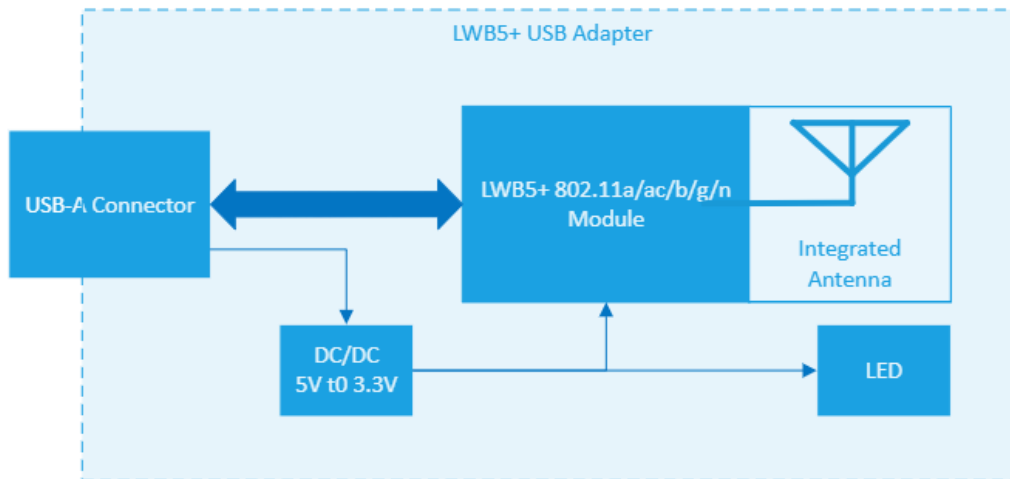 LWB5+ USB Adapter
USB-A Connector
LWB5+ 802.11a/ac/b/g/n
Module
Integrated
Antenna
DC/DC
5V t0 3.3V
LED